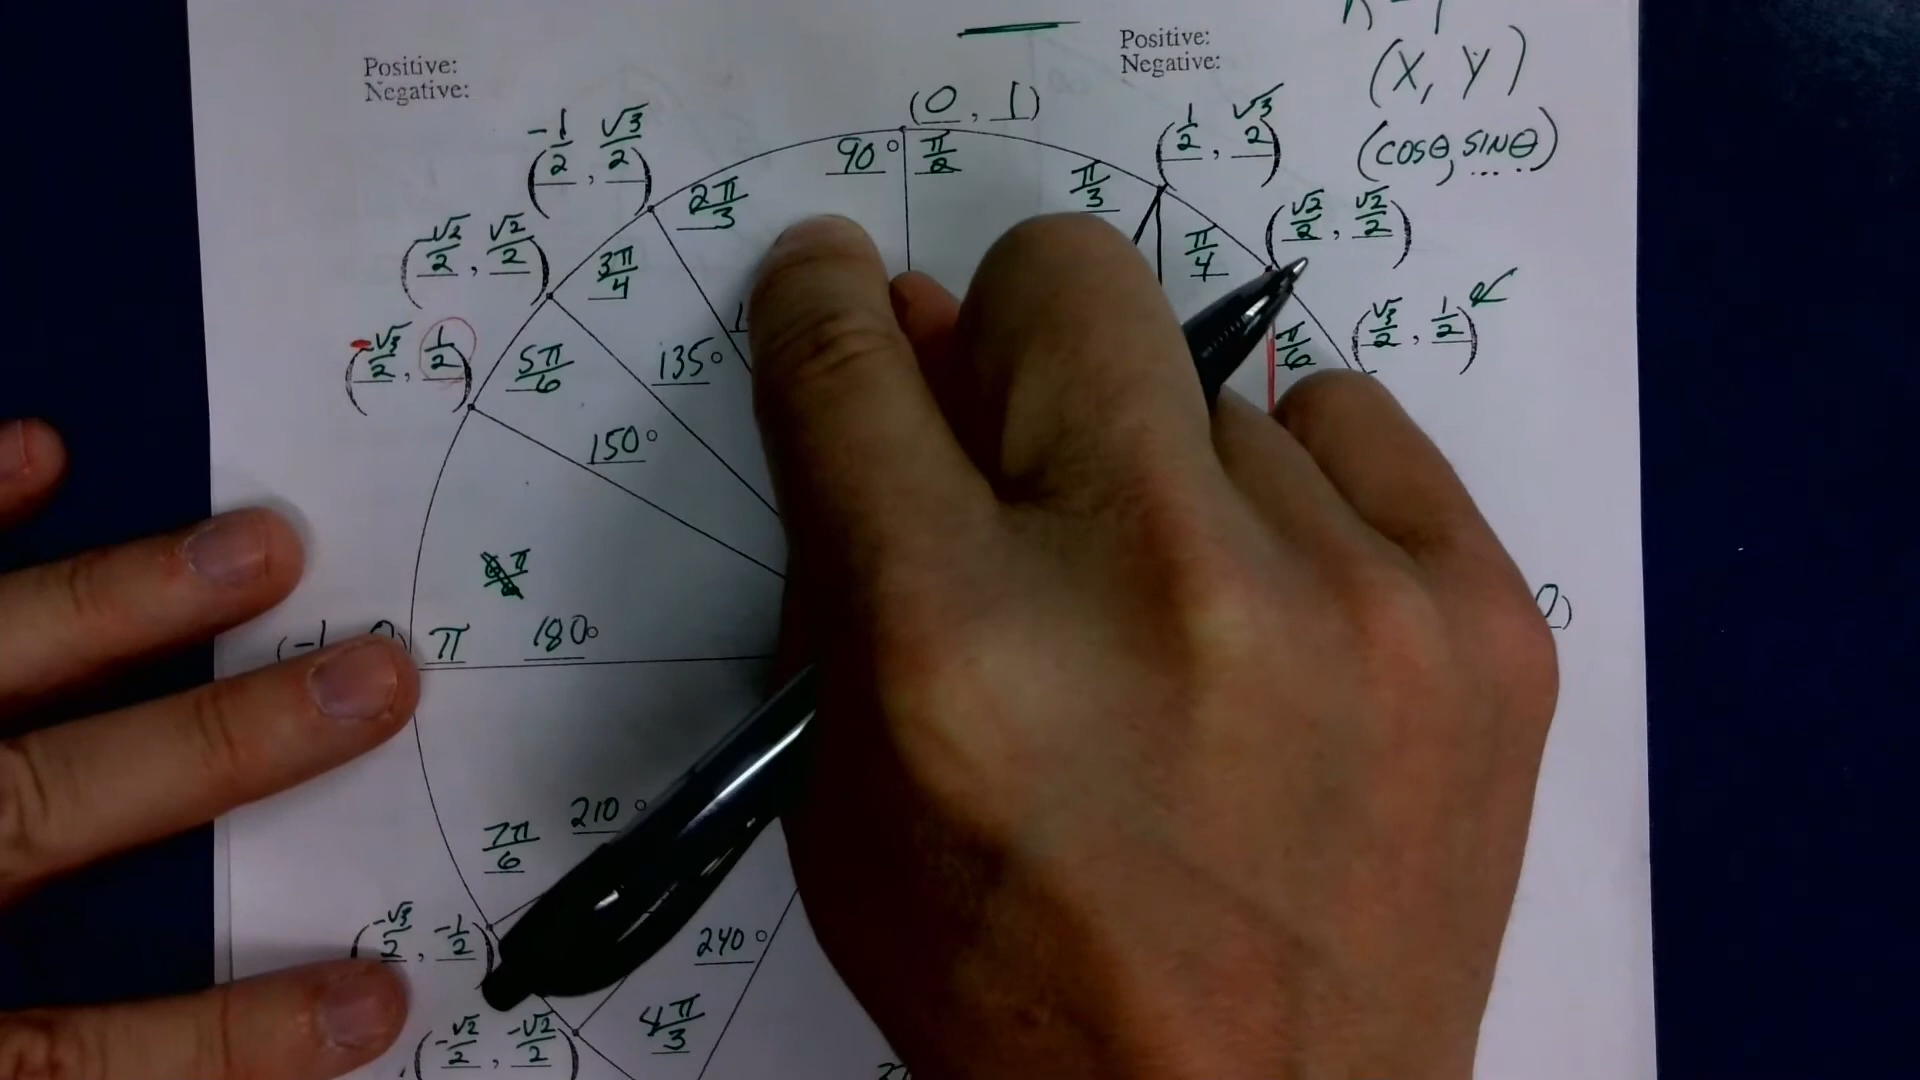 Positive:
Negative:
Positive:
Negative:
(X, Y)
(cosθ, sinθ)
....
(0, 1)
90° π/2
(-1/2, √3/2)
2π/3
π/3
(1/2, √3/2)
(√2/2, √2/2)
3π/4
π/4
(√2/2, √2/2)
(-√3/2, 1/2)
5π/6
135°
π/6
(√3/2, 1/2)
150°
π 180°
7π/6 210°
(-√3/2, -1/2)
240°
4π/3
(-√2/2, -√2/2)